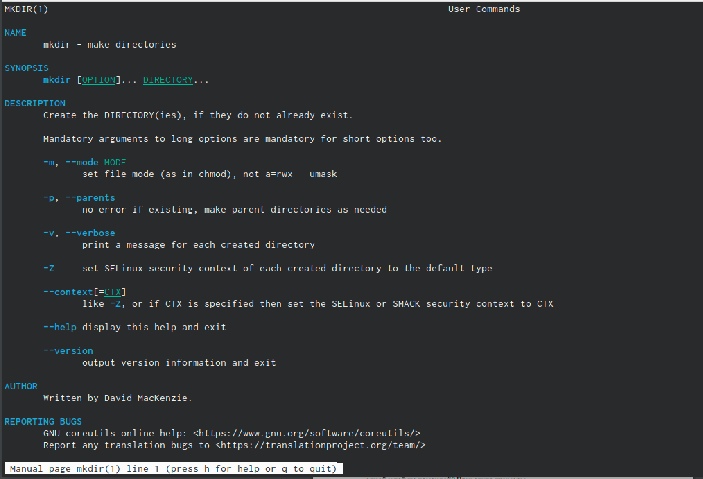 MKDIR(1) User Commands
NAME
mkdir - make directories
SYNOPSIS
mkdir [OPTION]... DIRECTORY...
DESCRIPTION
Create the DIRECTORY(ies), if they do not already exist.
Mandatory arguments to long options are mandatory for short options too.
-m, --mode MODE
set file mode (as in chmod), not a=rwx - umask
-p, --parents
no error if existing, make parent directories as needed
-v, --verbose
print a message for each created directory
-Z set SELinux security context of each created directory to the default type
--context[=CTX]
like -Z, or if CTX is specified then set the SELinux or SMACK security context to CTX
--help display this help and exit
--version
output version information and exit
AUTHOR
Written by David MacKenzie.
REPORTING BUGS
GNU coreutils online help: <https://www.gnu.org/software/coreutils/>
Report any translation bugs to <https://translationproject.org/team/>
Manual page mkdir(1) line 1 (press h for help or q to quit)